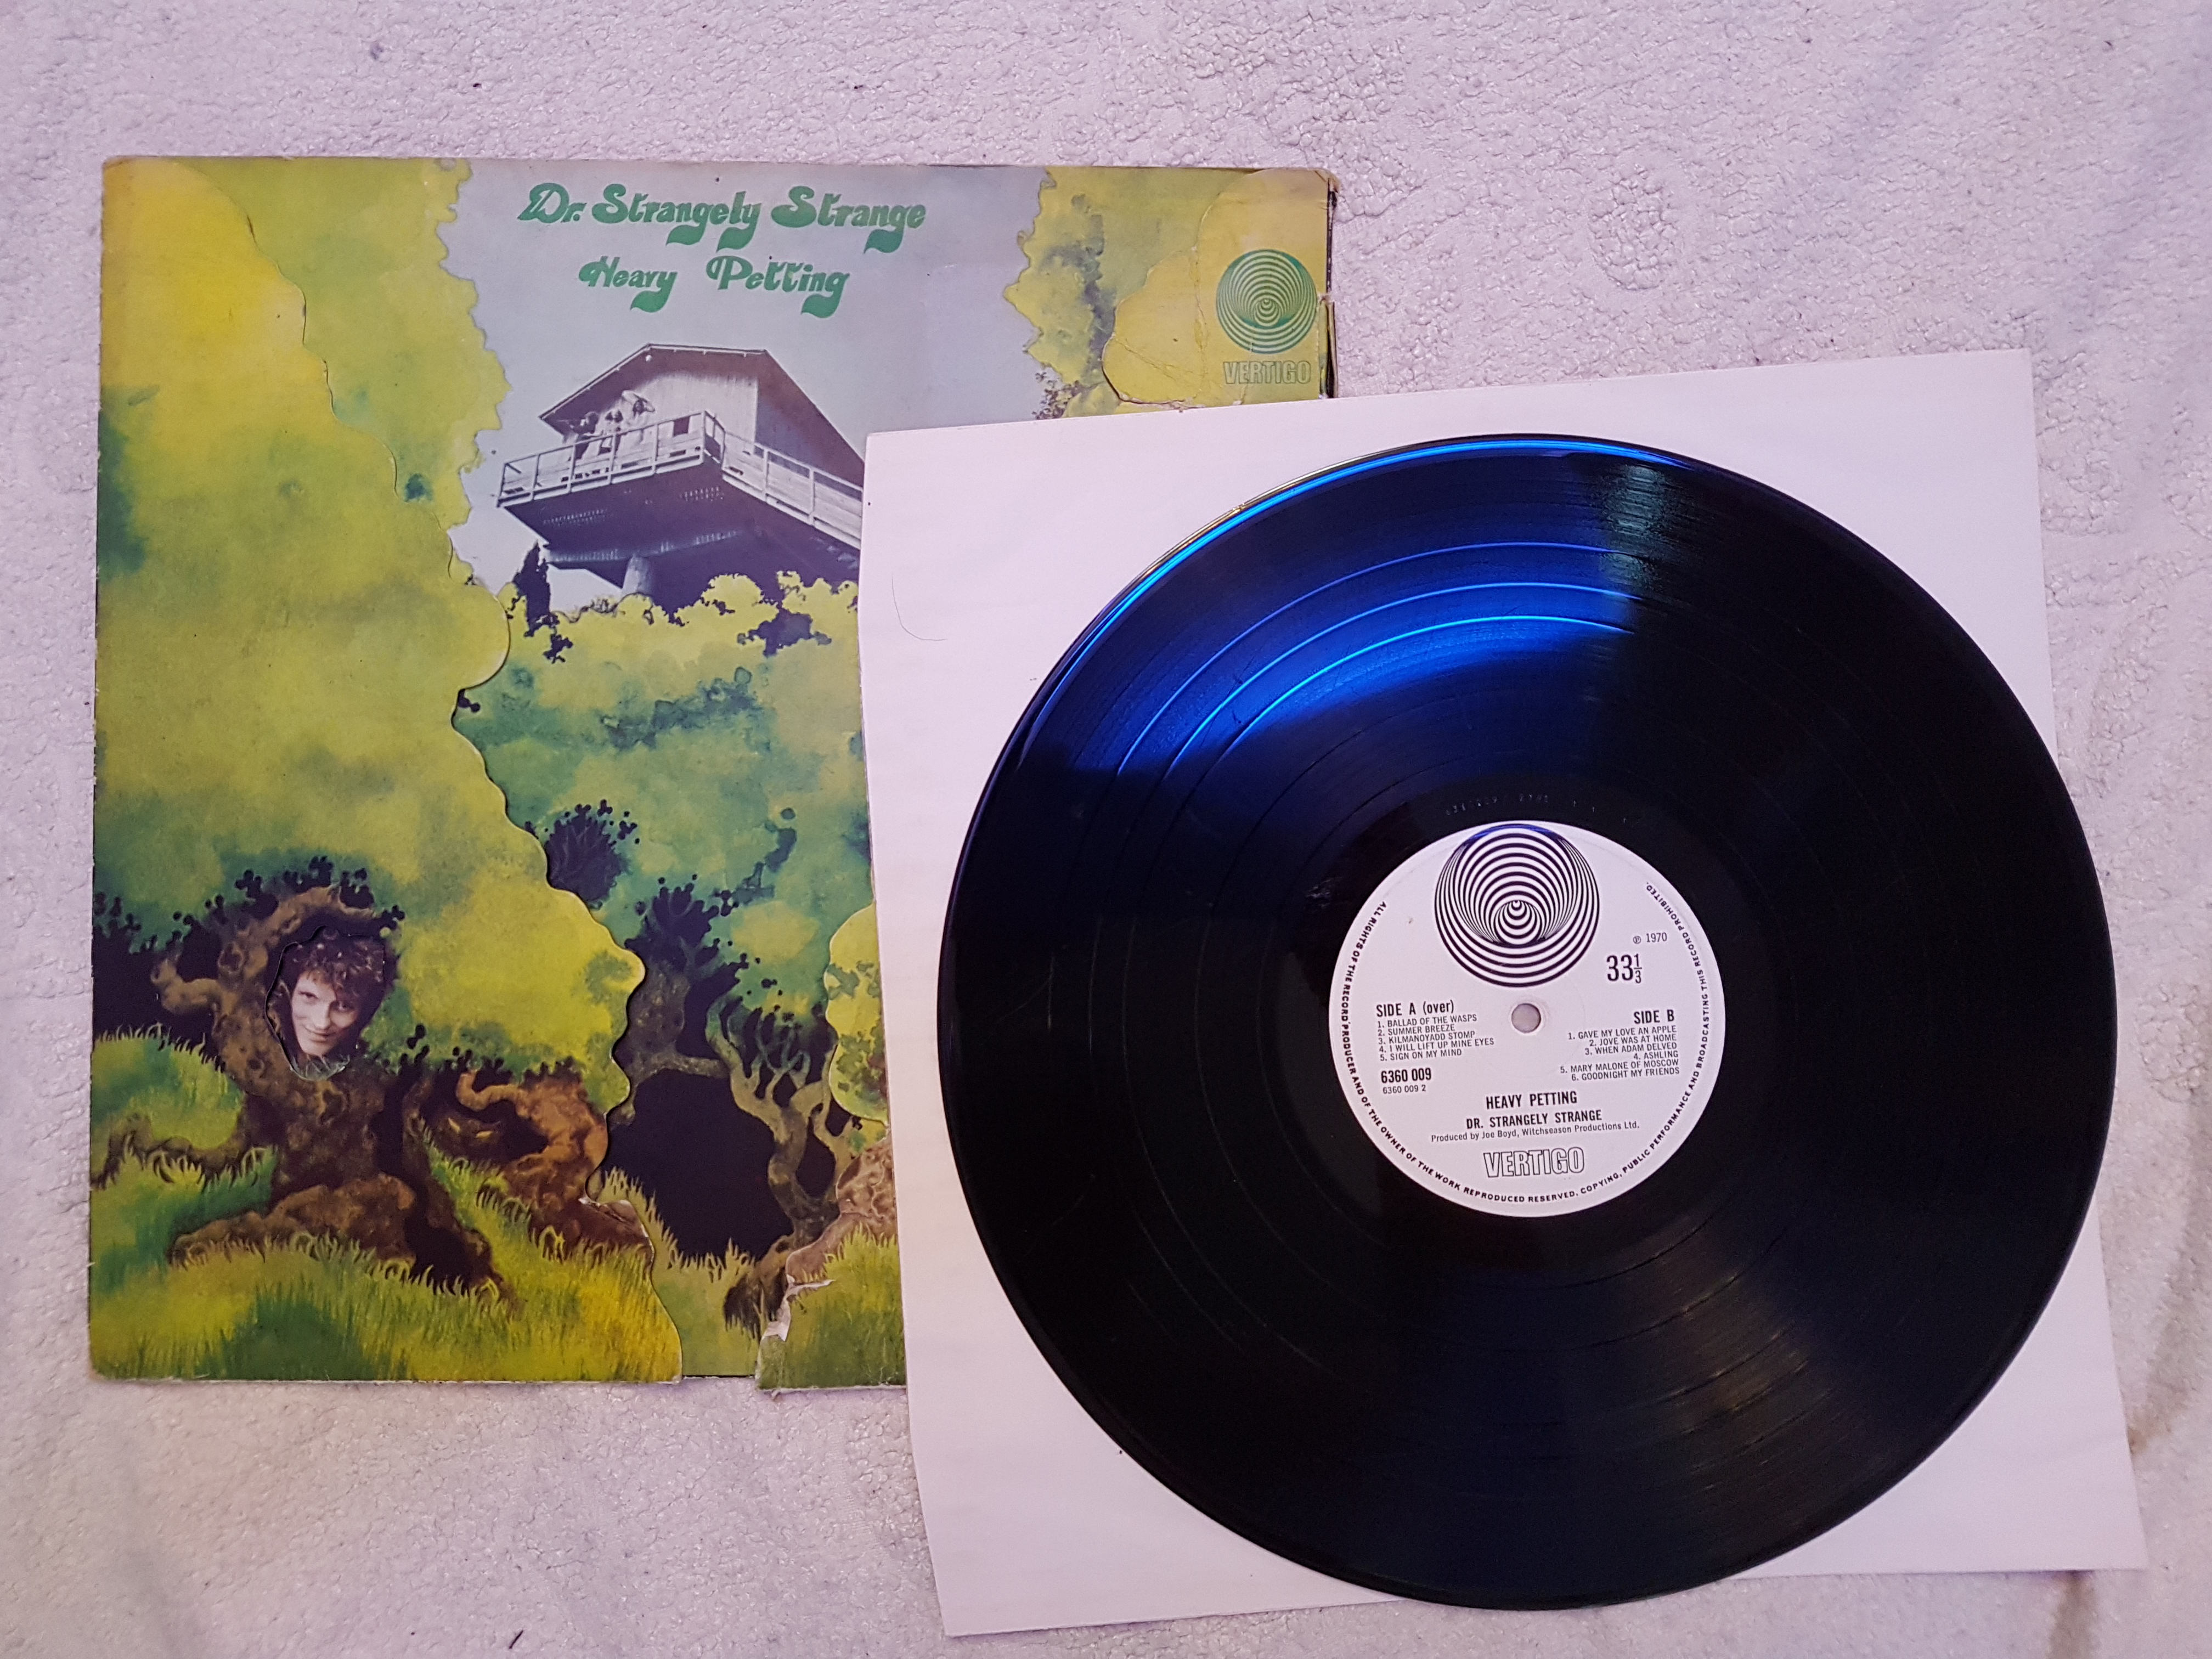 Dr. Strangely Strange
Heavy Petting
VERTIGO
ALL RIGHTS OF THE RECORD PRODUCER AND OF THE OWNER OF THE WORK REPRODUCED RESERVED. COPYING, PUBLIC PERFORMANCE AND BROADCASTING THIS RECORD PROHIBITED.
℗ 1970
33⅓
SIDE A (over)
1. BALLAD OF THE WASPS
2. SUMMER BREEZE
3. KILMANOYADD STOMP
4. I WILL LIFT UP MINE EYES
5. SIGN ON MY MIND
6360 009
6360 009 2
SIDE B
1. GAVE MY LOVE AN APPLE
2. JOVE WAS AT HOME
3. WHEN ADAM DELVED
4. ASHLING
5. MARY MALONE OF MOSCOW
6. GOODNIGHT MY FRIENDS
HEAVY PETTING
DR. STRANGELY STRANGE
Produced by Joe Boyd, Witchseason Productions Ltd.
VERTIGO